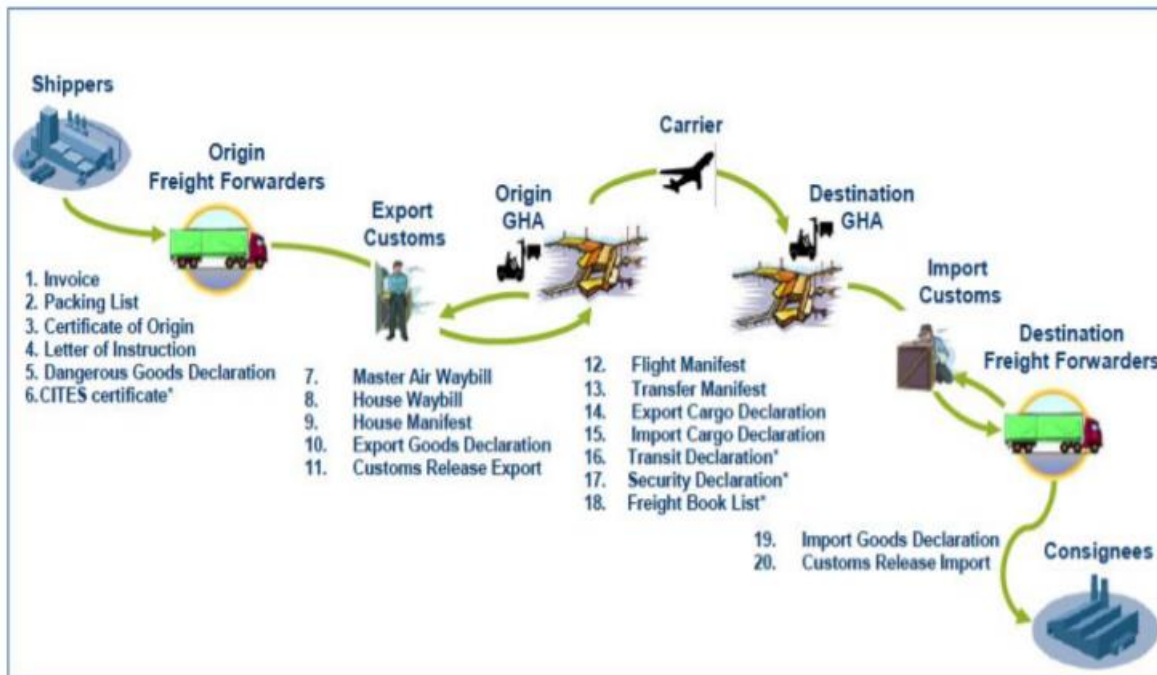 Shippers
Origin
Freight Forwarders
Export
Customs
Origin
GHA
Carrier
Destination
GHA
Import
Customs
Destination
Freight Forwarders
1. Invoice
2. Packing List
3. Certificate of Origin
4. Letter of Instruction
5. Dangerous Goods Declaration
6.CITES certificate*
7. Master Air Waybill
8. House Waybill
9. House Manifest
10. Export Goods Declaration
11. Customs Release Export
12. Flight Manifest
13. Transfer Manifest
14. Export Cargo Declaration
15. Import Cargo Declaration
16. Transit Declaration*
17. Security Declaration*
18. Freight Book List*
19. Import Goods Declaration
20. Customs Release Import
Consignees